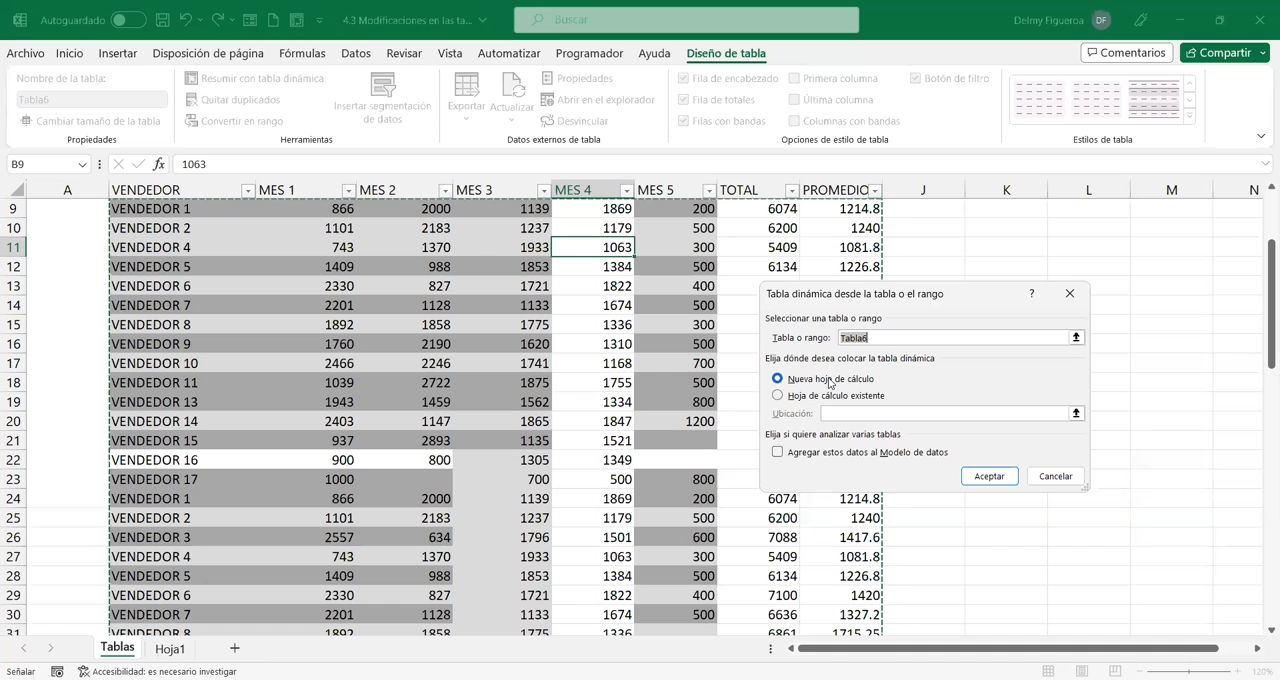 Autoguardado 4.3 Modificaciones en las ta... Buscar Delmy Figueroa DF
Archivo Inicio Insertar Disposición de página Fórmulas Datos Revisar Vista Automatizar Programador Ayuda Diseño de tabla Comentarios Compartir
Nombre de la tabla: Resumir con tabla dinámica Propiedades Fila de encabezado Primera columna Botón de filtro
Tabla6 Quitar duplicados Insertar segmentación de datos Exportar Actualizar Abrir en el explorador Fila de totales Última columna
Cambiar tamaño de la tabla Convertir en rango Desvincular Filas con bandas Columnas con bandas
Propiedades Herramientas Datos externos de tabla Opciones de estilo de tabla Estilos de tabla
B9 fx 1063
A VENDEDOR MES 1 MES 2 MES 3 MES 4 MES 5 TOTAL PROMEDIO J K L M N
9 VENDEDOR 1 866 2000 1139 1869 200 6074 1214.8
10 VENDEDOR 2 1101 2183 1237 1179 500 6200 1240
11 VENDEDOR 4 743 1370 1933 1063 300 5409 1081.8
12 VENDEDOR 5 1409 988 1853 1384 500 6134 1226.8
13 VENDEDOR 6 2330 827 1721 1822 400
14 VENDEDOR 7 2201 1128 1133 1674 500
15 VENDEDOR 8 1892 1858 1775 1336 300
16 VENDEDOR 9 1760 2190 1620 1310 500
17 VENDEDOR 10 2466 2246 1741 1168 700
18 VENDEDOR 11 1039 2722 1875 1755 500
19 VENDEDOR 13 1943 1459 1562 1334 800
20 VENDEDOR 14 2403 1147 1865 1847 1200
21 VENDEDOR 15 937 2893 1135 1521
22 VENDEDOR 16 900 800 1305 1349
23 VENDEDOR 17 1000 700 500 800
24 VENDEDOR 1 866 2000 1139 1869 200 6074 1214.8
25 VENDEDOR 2 1101 2183 1237 1179 500 6200 1240
26 VENDEDOR 3 2557 634 1796 1501 600 7088 1417.6
27 VENDEDOR 4 743 1370 1933 1063 300 5409 1081.8
28 VENDEDOR 5 1409 988 1853 1384 500 6134 1226.8
29 VENDEDOR 6 2330 827 1721 1822 400 7100 1420
30 VENDEDOR 7 2201 1128 1133 1674 500 6636 1327.2
31 VENDEDOR 8 1892 1858 1775 1336 6861 1715.25
Tabla dinámica desde la tabla o el rango ?
Seleccionar una tabla o rango
Tabla o rango: Tabla6
Elija dónde desea colocar la tabla dinámica
Nueva hoja de cálculo
Hoja de cálculo existente
Ubicación:
Elija si quiere analizar varias tablas
Agregar estos datos al Modelo de datos
Aceptar Cancelar
Tablas Hoja1
Señalar Accesibilidad: es necesario investigar 120%